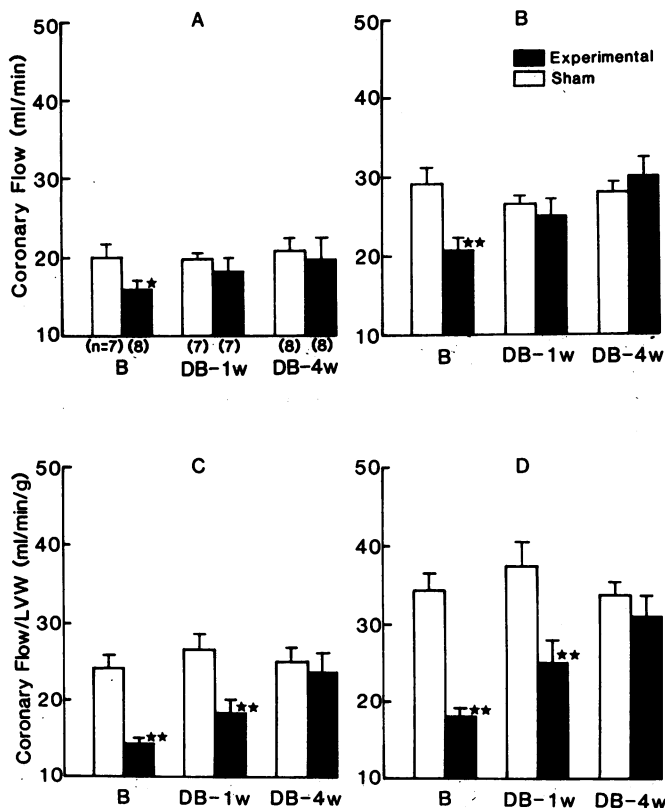 A
Coronary Flow (ml/min)
50
40
30
20
10
(n=7) (8)
(7) (7)
(8) (8)
B
DB-1w
DB-4w
B
Experimental
Sham
50
40
30
20
10
B
DB-1w
DB-4w
C
Coronary Flow/LVW (ml/min/g)
50
40
30
20
10
★
★★
★★
★★
B
DB-1w
DB-4w
D
50
40
30
20
10
★★
★★
B
DB-1w
DB-4w